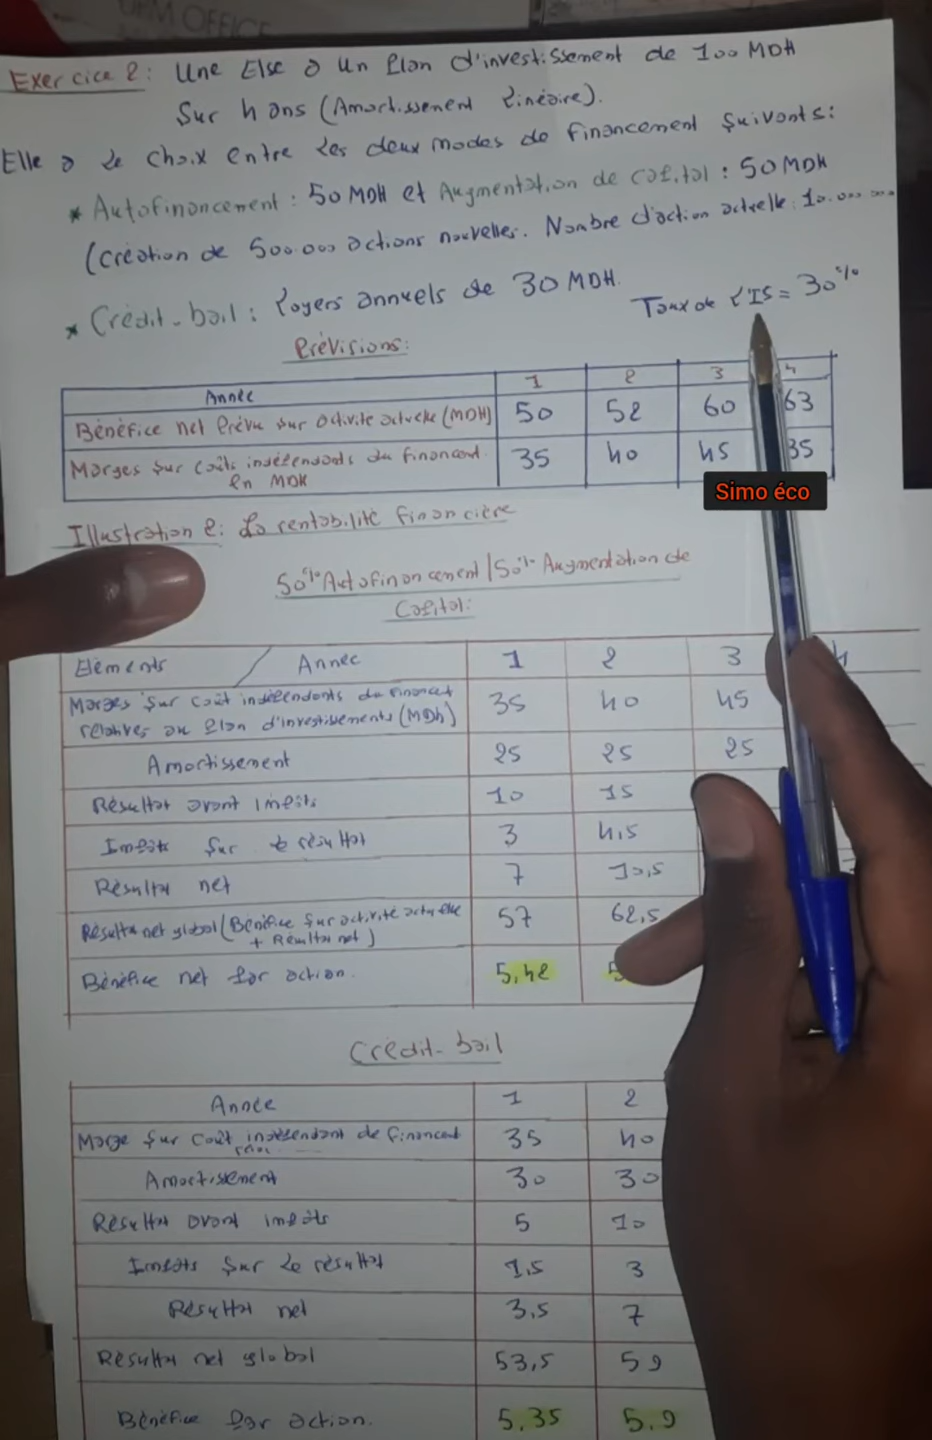 OFFICE
Exercice 2: Une Else a un Plan d'investissement de 100 MDH
Sur 4 ans (Amortissement linéaire).
Elle a le choix entre les deux modes de financement suivants:
* Autofinancement : 50 MDH et Augmentation de capital : 50 MDH
(création de 500.000 actions nouvelles. Nombre d'action actuelle: 10.000.000
* Crédit-bail : loyers annuels de 30 MDH.
Taux de l'IS = 30%
Prévisions:
Année 1 2 3 4
Bénéfice net Prévu sur activité actuelle (MDH) 50 52 60 63
Marges sur coûts indépendants du financent. 35 40 45 35
en MDH
Simo éco
Illustration 2: La rentabilité financière
50% Autofinancement / 50% Augmentation de
Capital:
Eléments / Année 1 2 3 4
Marges sur coût indépendants du financet 35 40 45
relatives au plan d'investissements (MDh)
Amortissement 25 25 25
Résultat avant impôts 10 15
Impôts sur le résultat 3 4,5
Résultat net 7 10,5
Résultat net global (Bénéfice sur activité actuelle 57 62,5
+ Résultat net)
Bénéfice net par action. 5,42 5
Crédit-bail
Année 1 2
Marge sur coût indépendant de financent 35 40
Amortissement 30 30
Résultat avant impôts 5 10
Impôts sur le résultat 1,5 3
Résultat net 3,5 7
Résultat net global 53,5 59
Bénéfice par action. 5,35 5,9